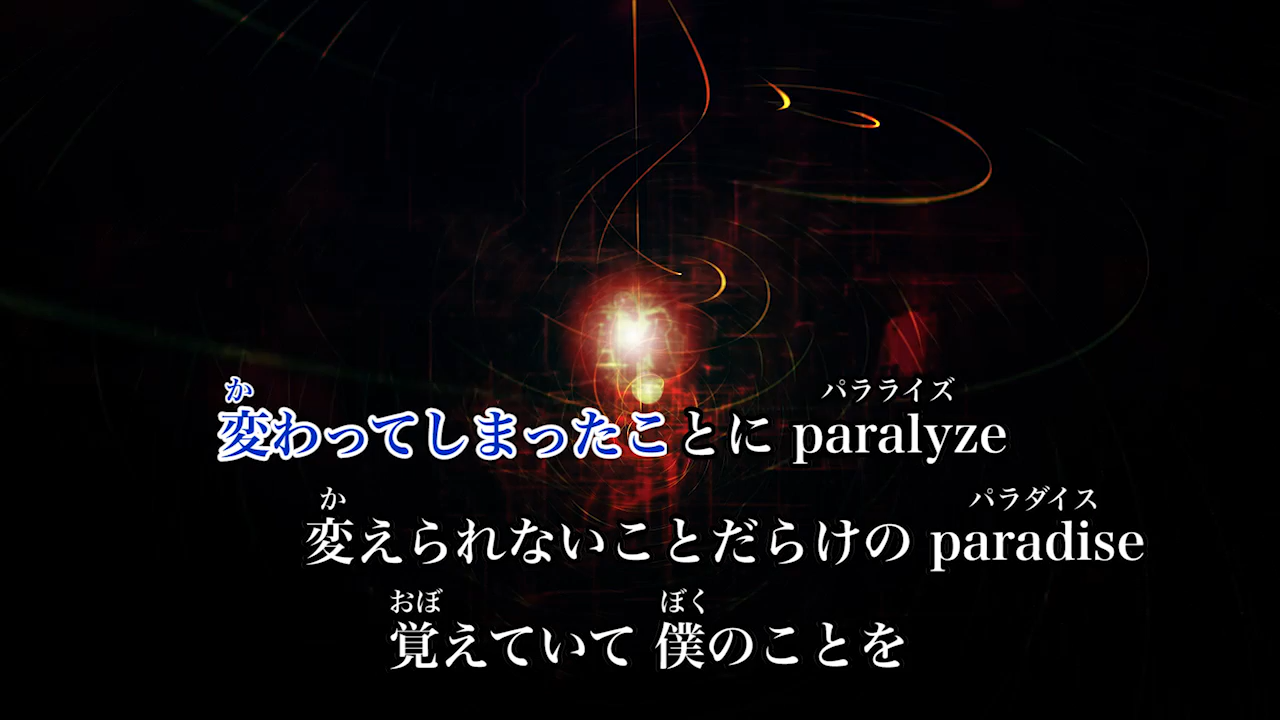 か パラライズ
変わってしまったことに paralyze
か パラダイス
変えられないことだらけの paradise
おぼ ぼく
覚えていて 僕のことを